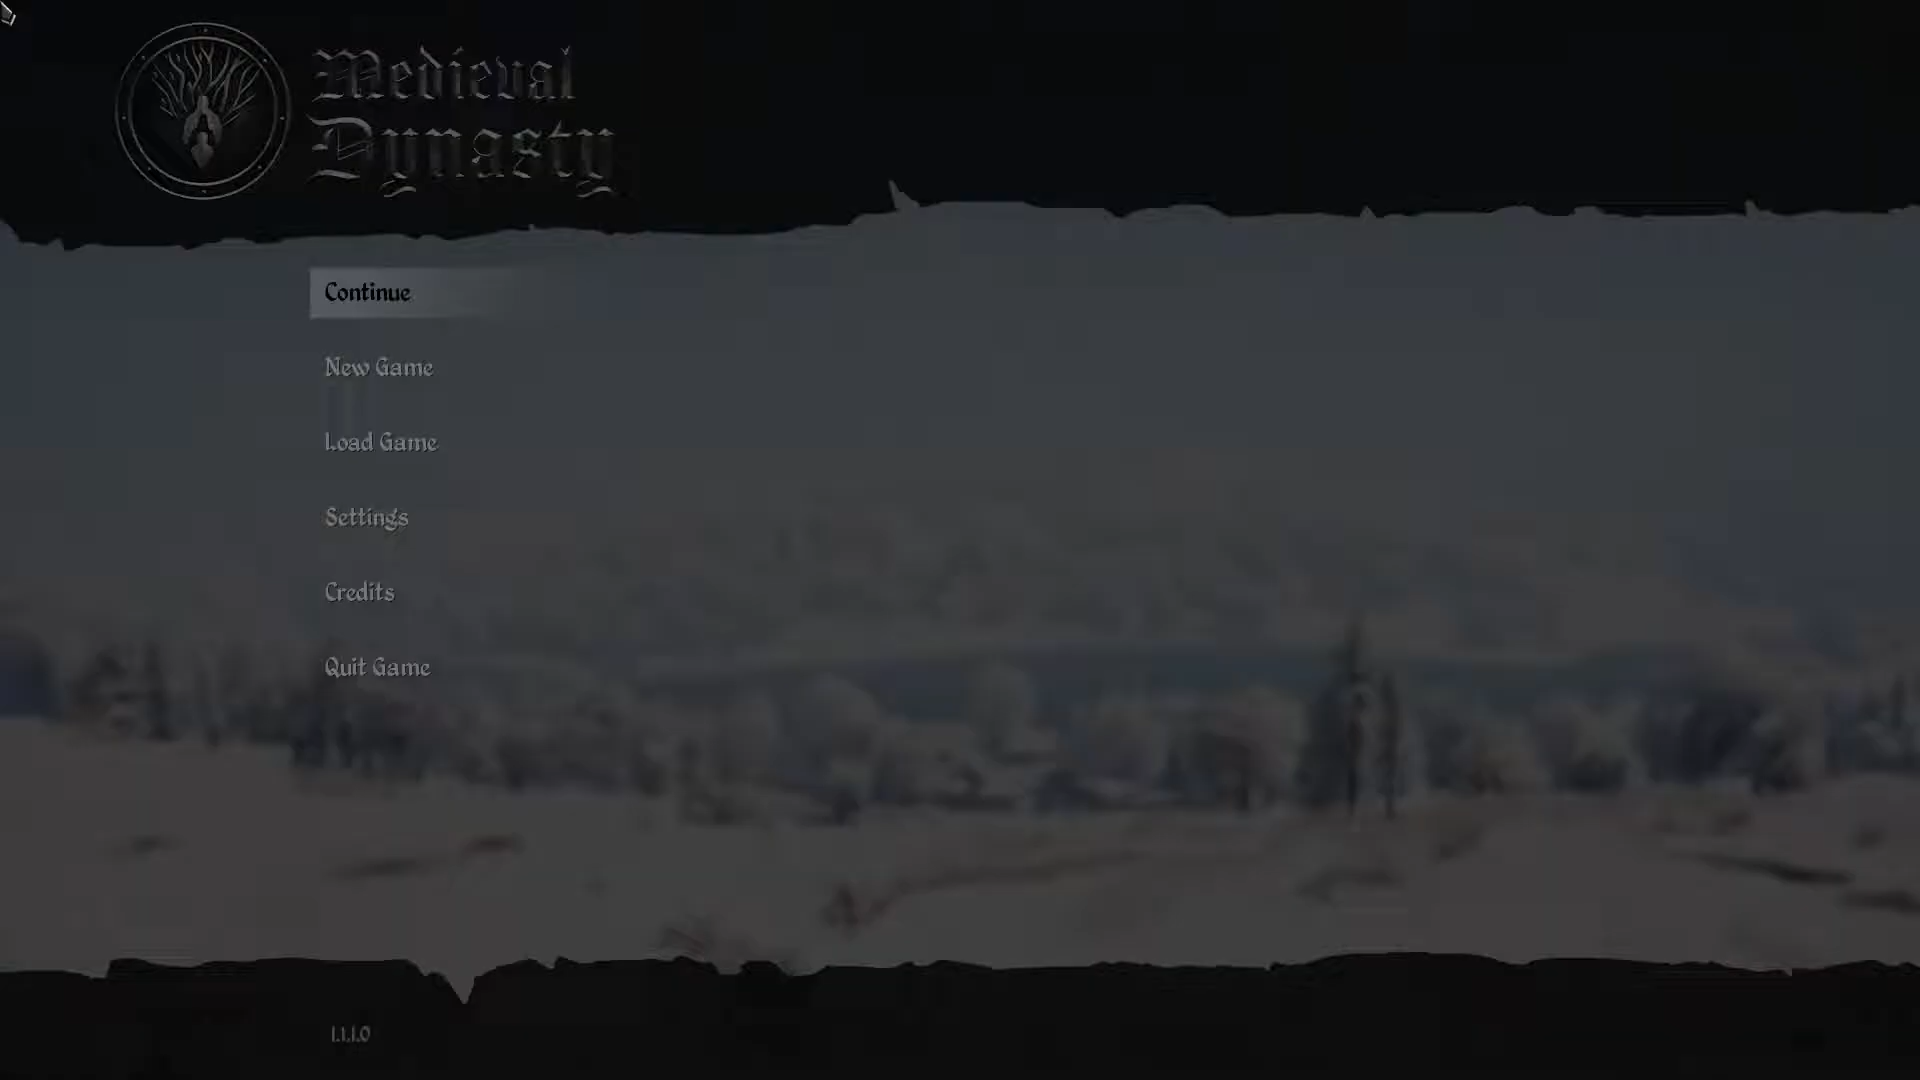 Medieval
Dynasty
Continue
New Game
Load Game
Settings
Credits
Quit Game
1.1.1.0